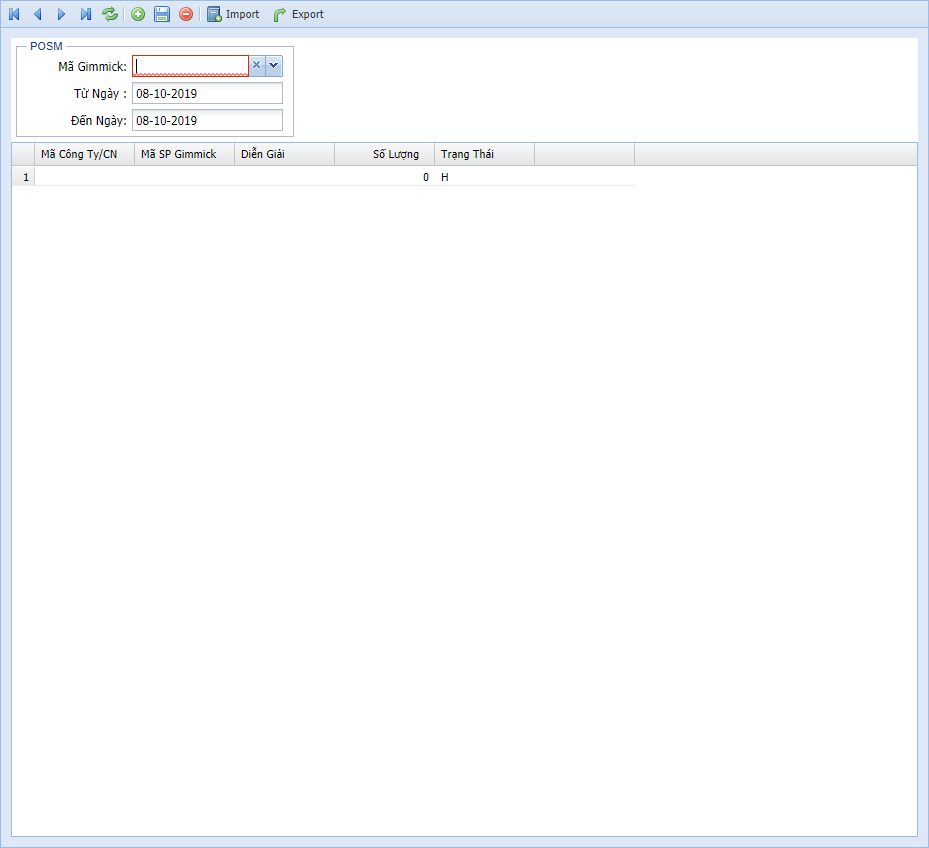 Import Export
POSM
Mã Gimmick:
Từ Ngày : 08-10-2019
Đến Ngày: 08-10-2019
Mã Công Ty/CN Mã SP Gimmick Diễn Giải Số Lượng Trạng Thái
1 0 H